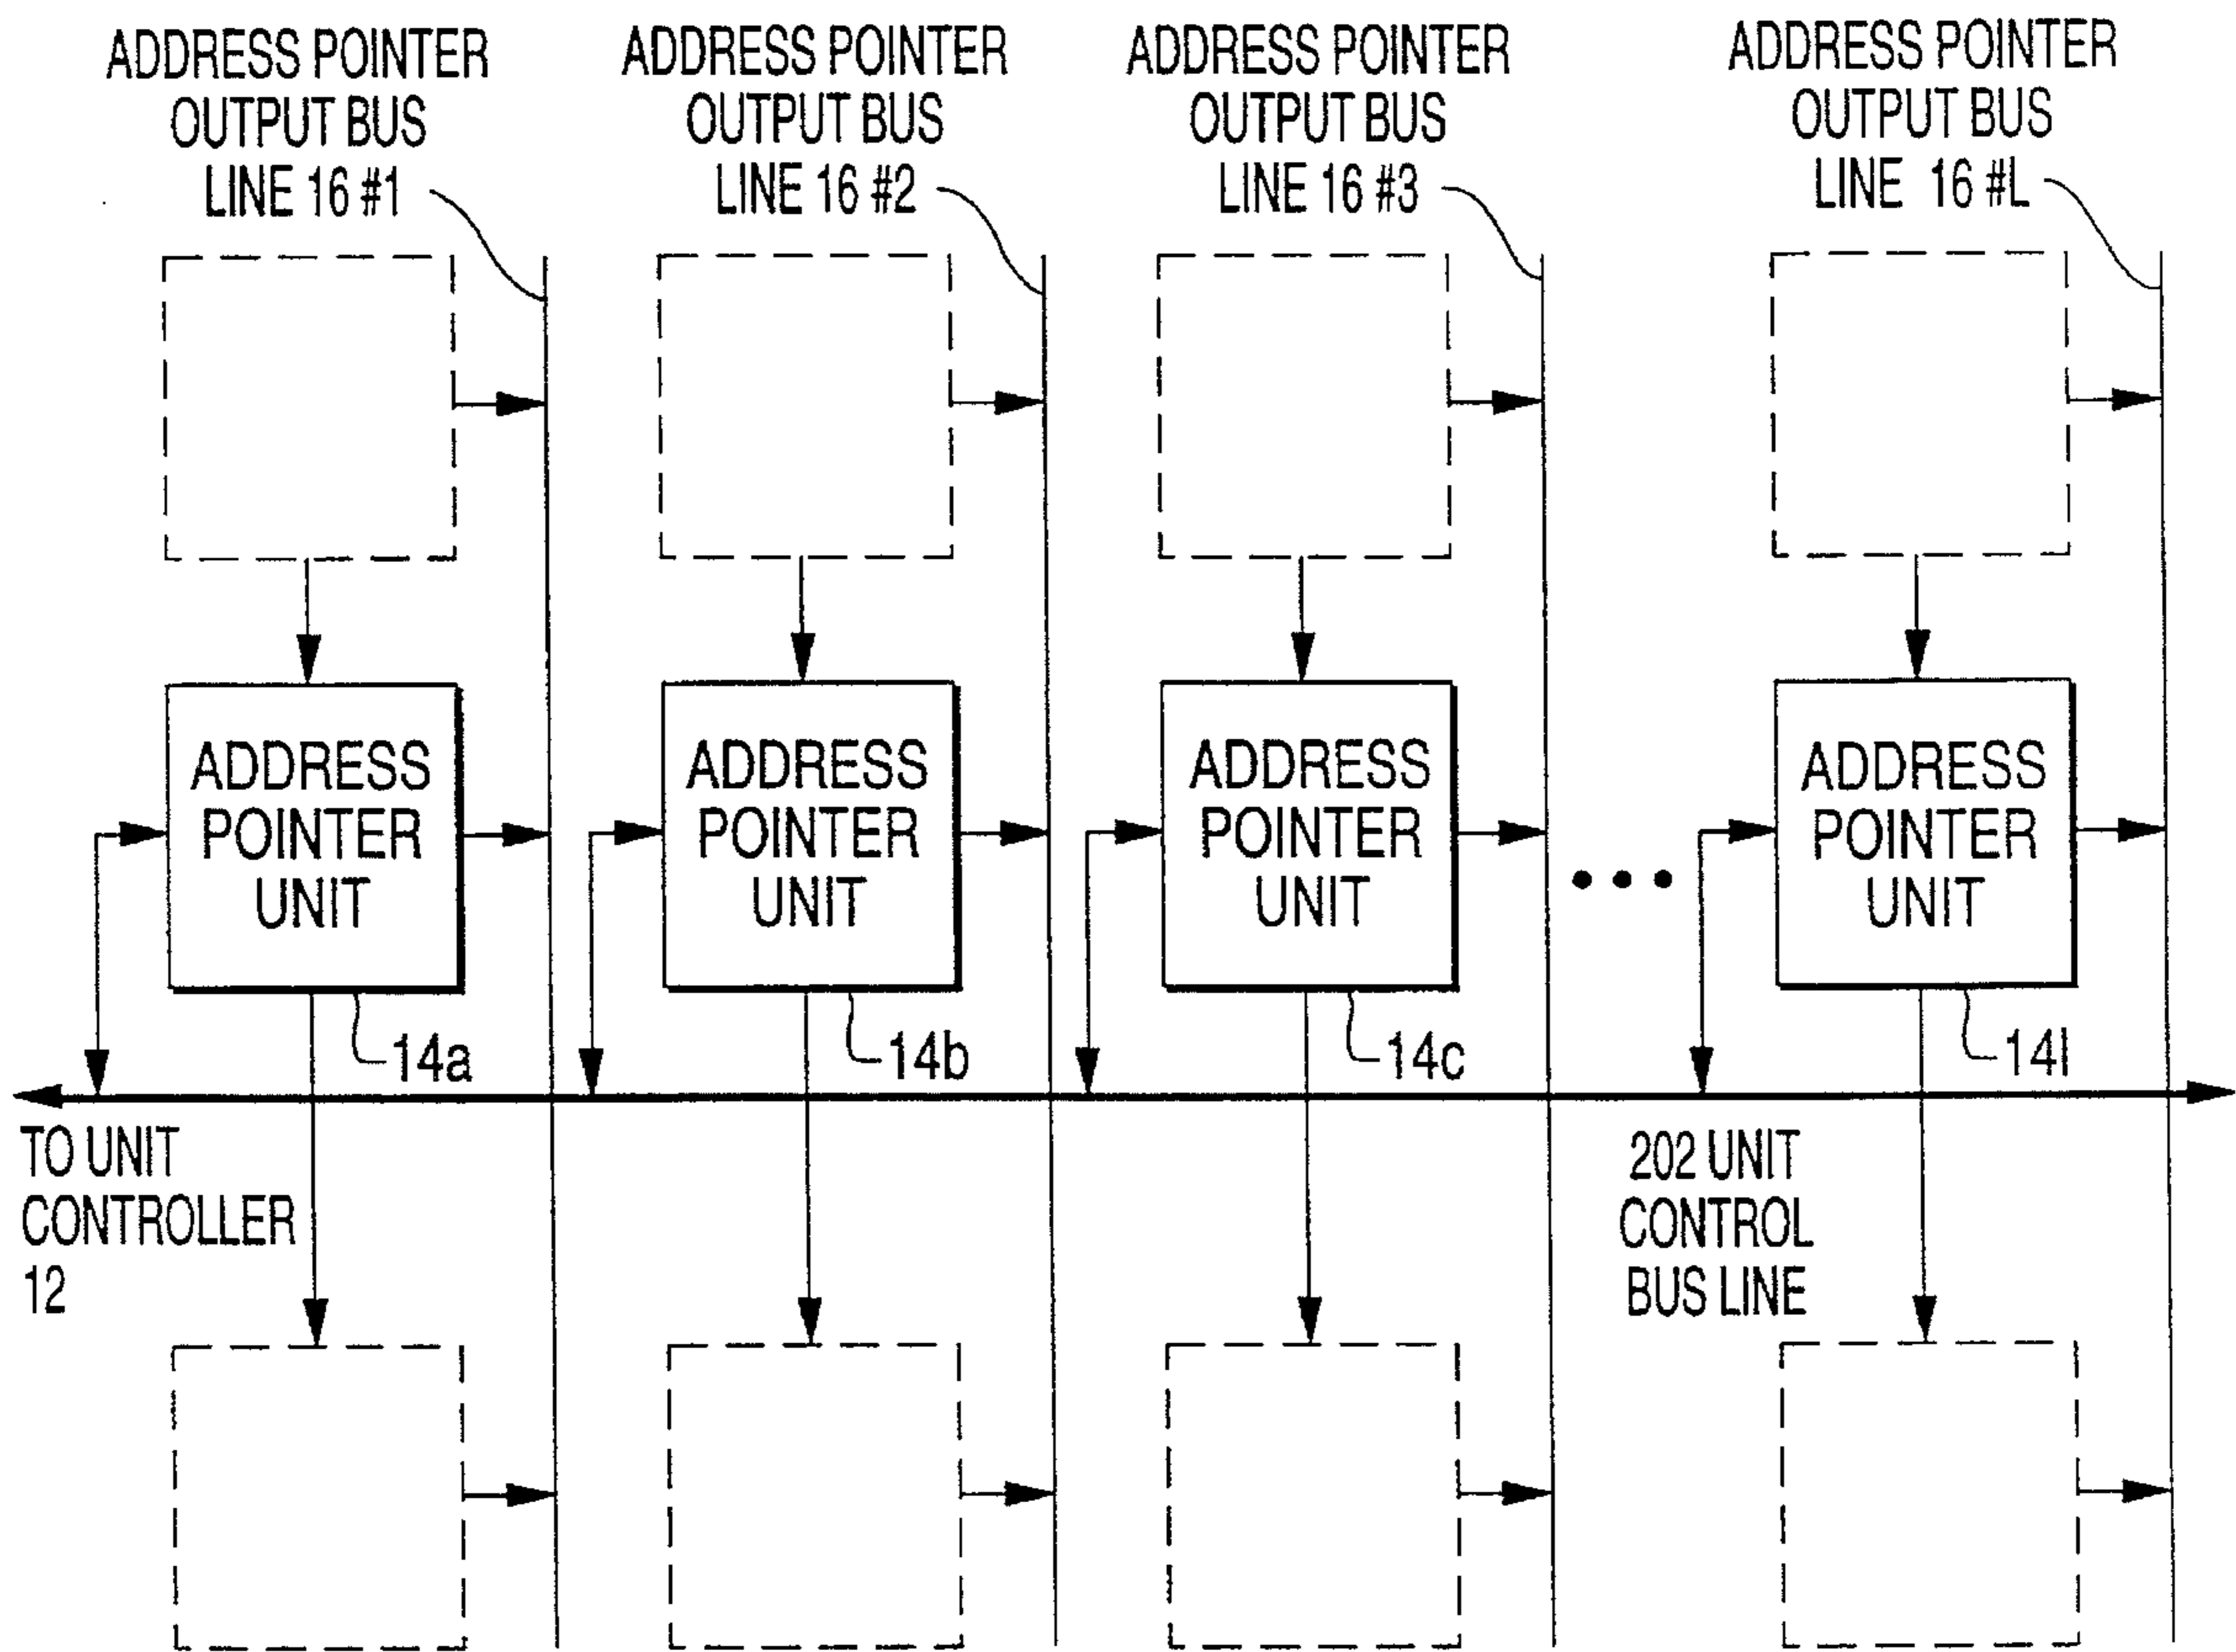 ADDRESS POINTER
OUTPUT BUS
LINE 16 #1
ADDRESS POINTER
OUTPUT BUS
LINE 16 #2
ADDRESS POINTER
OUTPUT BUS
LINE 16 #3
ADDRESS POINTER
OUTPUT BUS
LINE 16 #L
ADDRESS
POINTER
UNIT
14a
ADDRESS
POINTER
UNIT
14b
ADDRESS
POINTER
UNIT
14c
ADDRESS
POINTER
UNIT
14l
TO UNIT
CONTROLLER
12
202 UNIT
CONTROL
BUS LINE